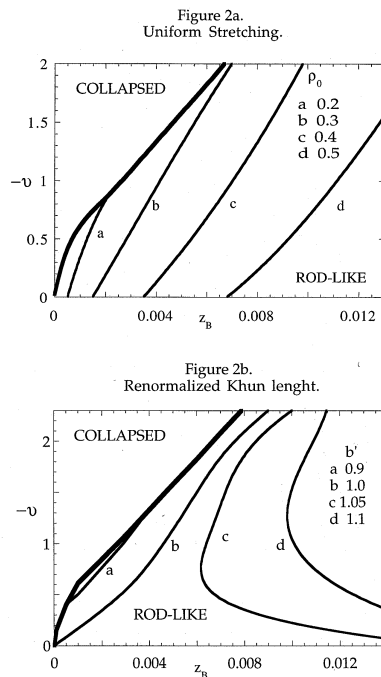 Figure 2a.
Uniform Stretching.
2
COLLAPSED
ρ0
a 0.2
b 0.3
c 0.4
d 0.5
1.5
-υ
1
a
b
c
d
0.5
ROD-LIKE
0
0
0.004
0.008
0.012
zB
Figure 2b.
Renormalized Khun lenght.
COLLAPSED
2
b'
a 0.9
b 1.0
c 1.05
d 1.1
-υ
1
a
b
c
d
ROD-LIKE
0
0
0.004
0.008
0.012
zB